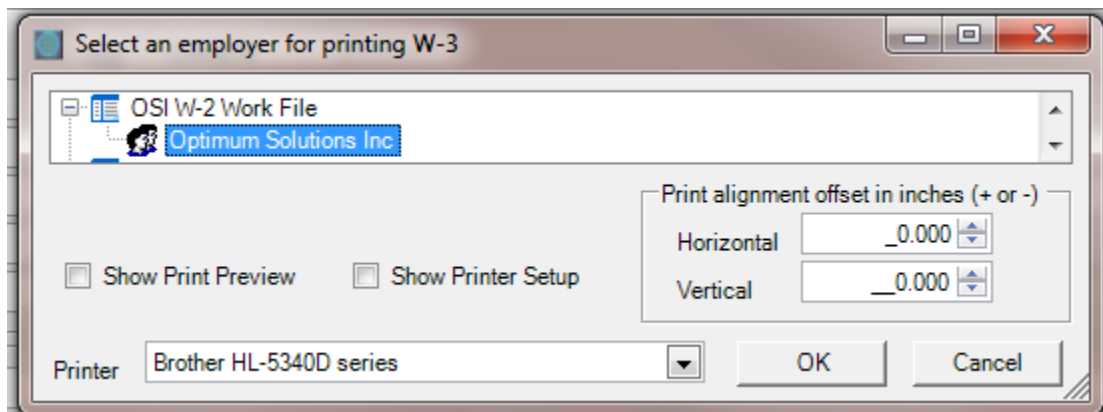 Select an employer for printing W-3
OSI W-2 Work File
Optimum Solutions Inc
Print alignment offset in inches (+ or -)
Horizontal _0.000
Show Print Preview Show Printer Setup
Vertical __0.000
Printer Brother HL-5340D series OK Cancel